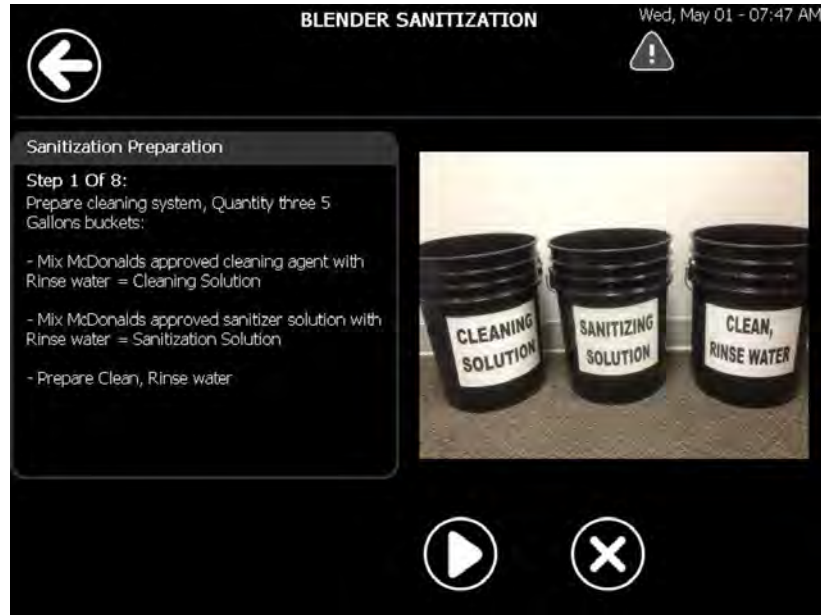 BLENDER SANITIZATION
Wed, May 01 - 07:47 AM
Sanitization Preparation
Step 1 Of 8:
Prepare cleaning system, Quantity three 5
Gallons buckets:
- Mix McDonalds approved cleaning agent with
Rinse water = Cleaning Solution
- Mix McDonalds approved sanitizer solution with
Rinse water = Sanitization Solution
- Prepare Clean, Rinse water
CLEANING
SOLUTION
SANITIZING
SOLUTION
CLEAN,
RINSE WATER